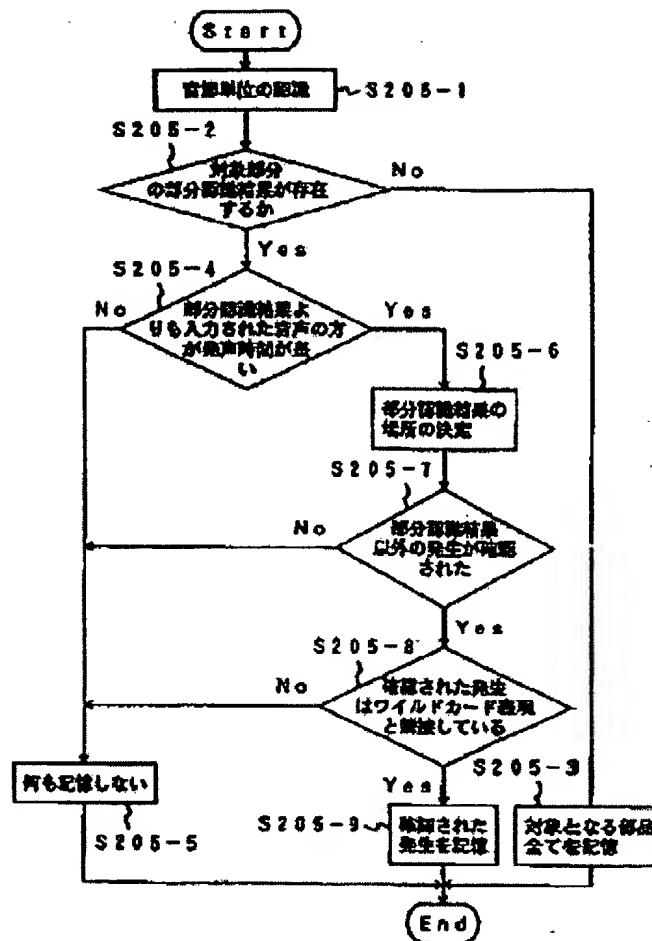 Start
音節単位の認識
S205-1
S205-2
対象部分
の部分認識結果が存在
するか
No
Yes
S205-4
No
部分認識結果よ
りも入力された音声の方
が発声時間が長
い
Yes
S205-6
部分認識結果の
場所の決定
S205-7
No
部分認識結果
以外の発生が確認
された
Yes
S205-8
No
確認された発生
はワイルドカード表現
と隣接している
何も記憶しない
S205-5
Yes
S205-3
S205-9
確認された
発生を記憶
対象となる部品
全てを記憶
End